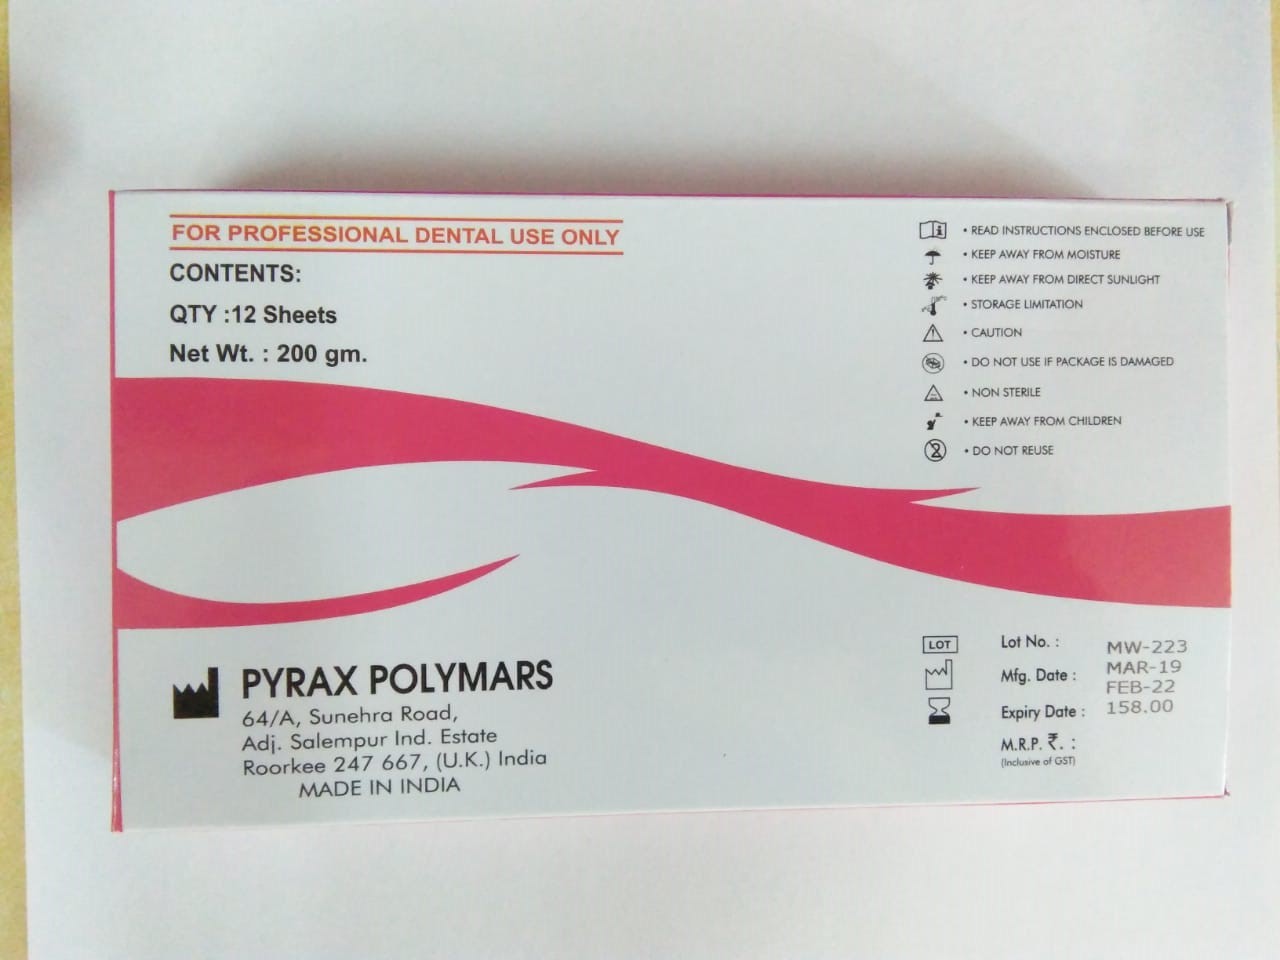 FOR PROFESSIONAL DENTAL USE ONLY
CONTENTS:
QTY :12 Sheets
Net Wt. : 200 gm.
• READ INSTRUCTIONS ENCLOSED BEFORE USE
• KEEP AWAY FROM MOISTURE
• KEEP AWAY FROM DIRECT SUNLIGHT
• STORAGE LIMITATION
• CAUTION
• DO NOT USE IF PACKAGE IS DAMAGED
• NON STERILE
• KEEP AWAY FROM CHILDREN
• DO NOT REUSE
PYRAX POLYMARS
64/A, Sunehra Road,
Adj. Salempur Ind. Estate
Roorkee 247 667, (U.K.) India
MADE IN INDIA
LOT Lot No. : MW-223
Mfg. Date : MAR-19
FEB-22
Expiry Date : 158.00
M.R.P. ₹. :
(Inclusive of GST)